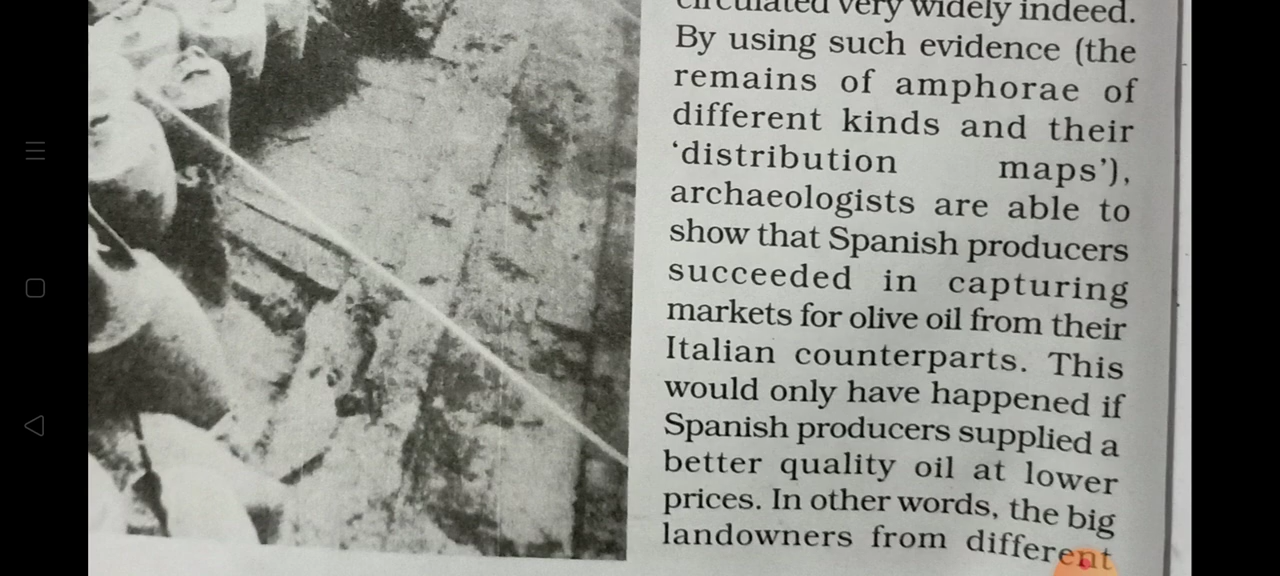 circulated very widely indeed.
By using such evidence (the
remains of amphorae of
different kinds and their
‘distribution maps’),
archaeologists are able to
show that Spanish producers
succeeded in capturing
markets for olive oil from their
Italian counterparts. This
would only have happened if
Spanish producers supplied a
better quality oil at lower
prices. In other words, the big
landowners from different